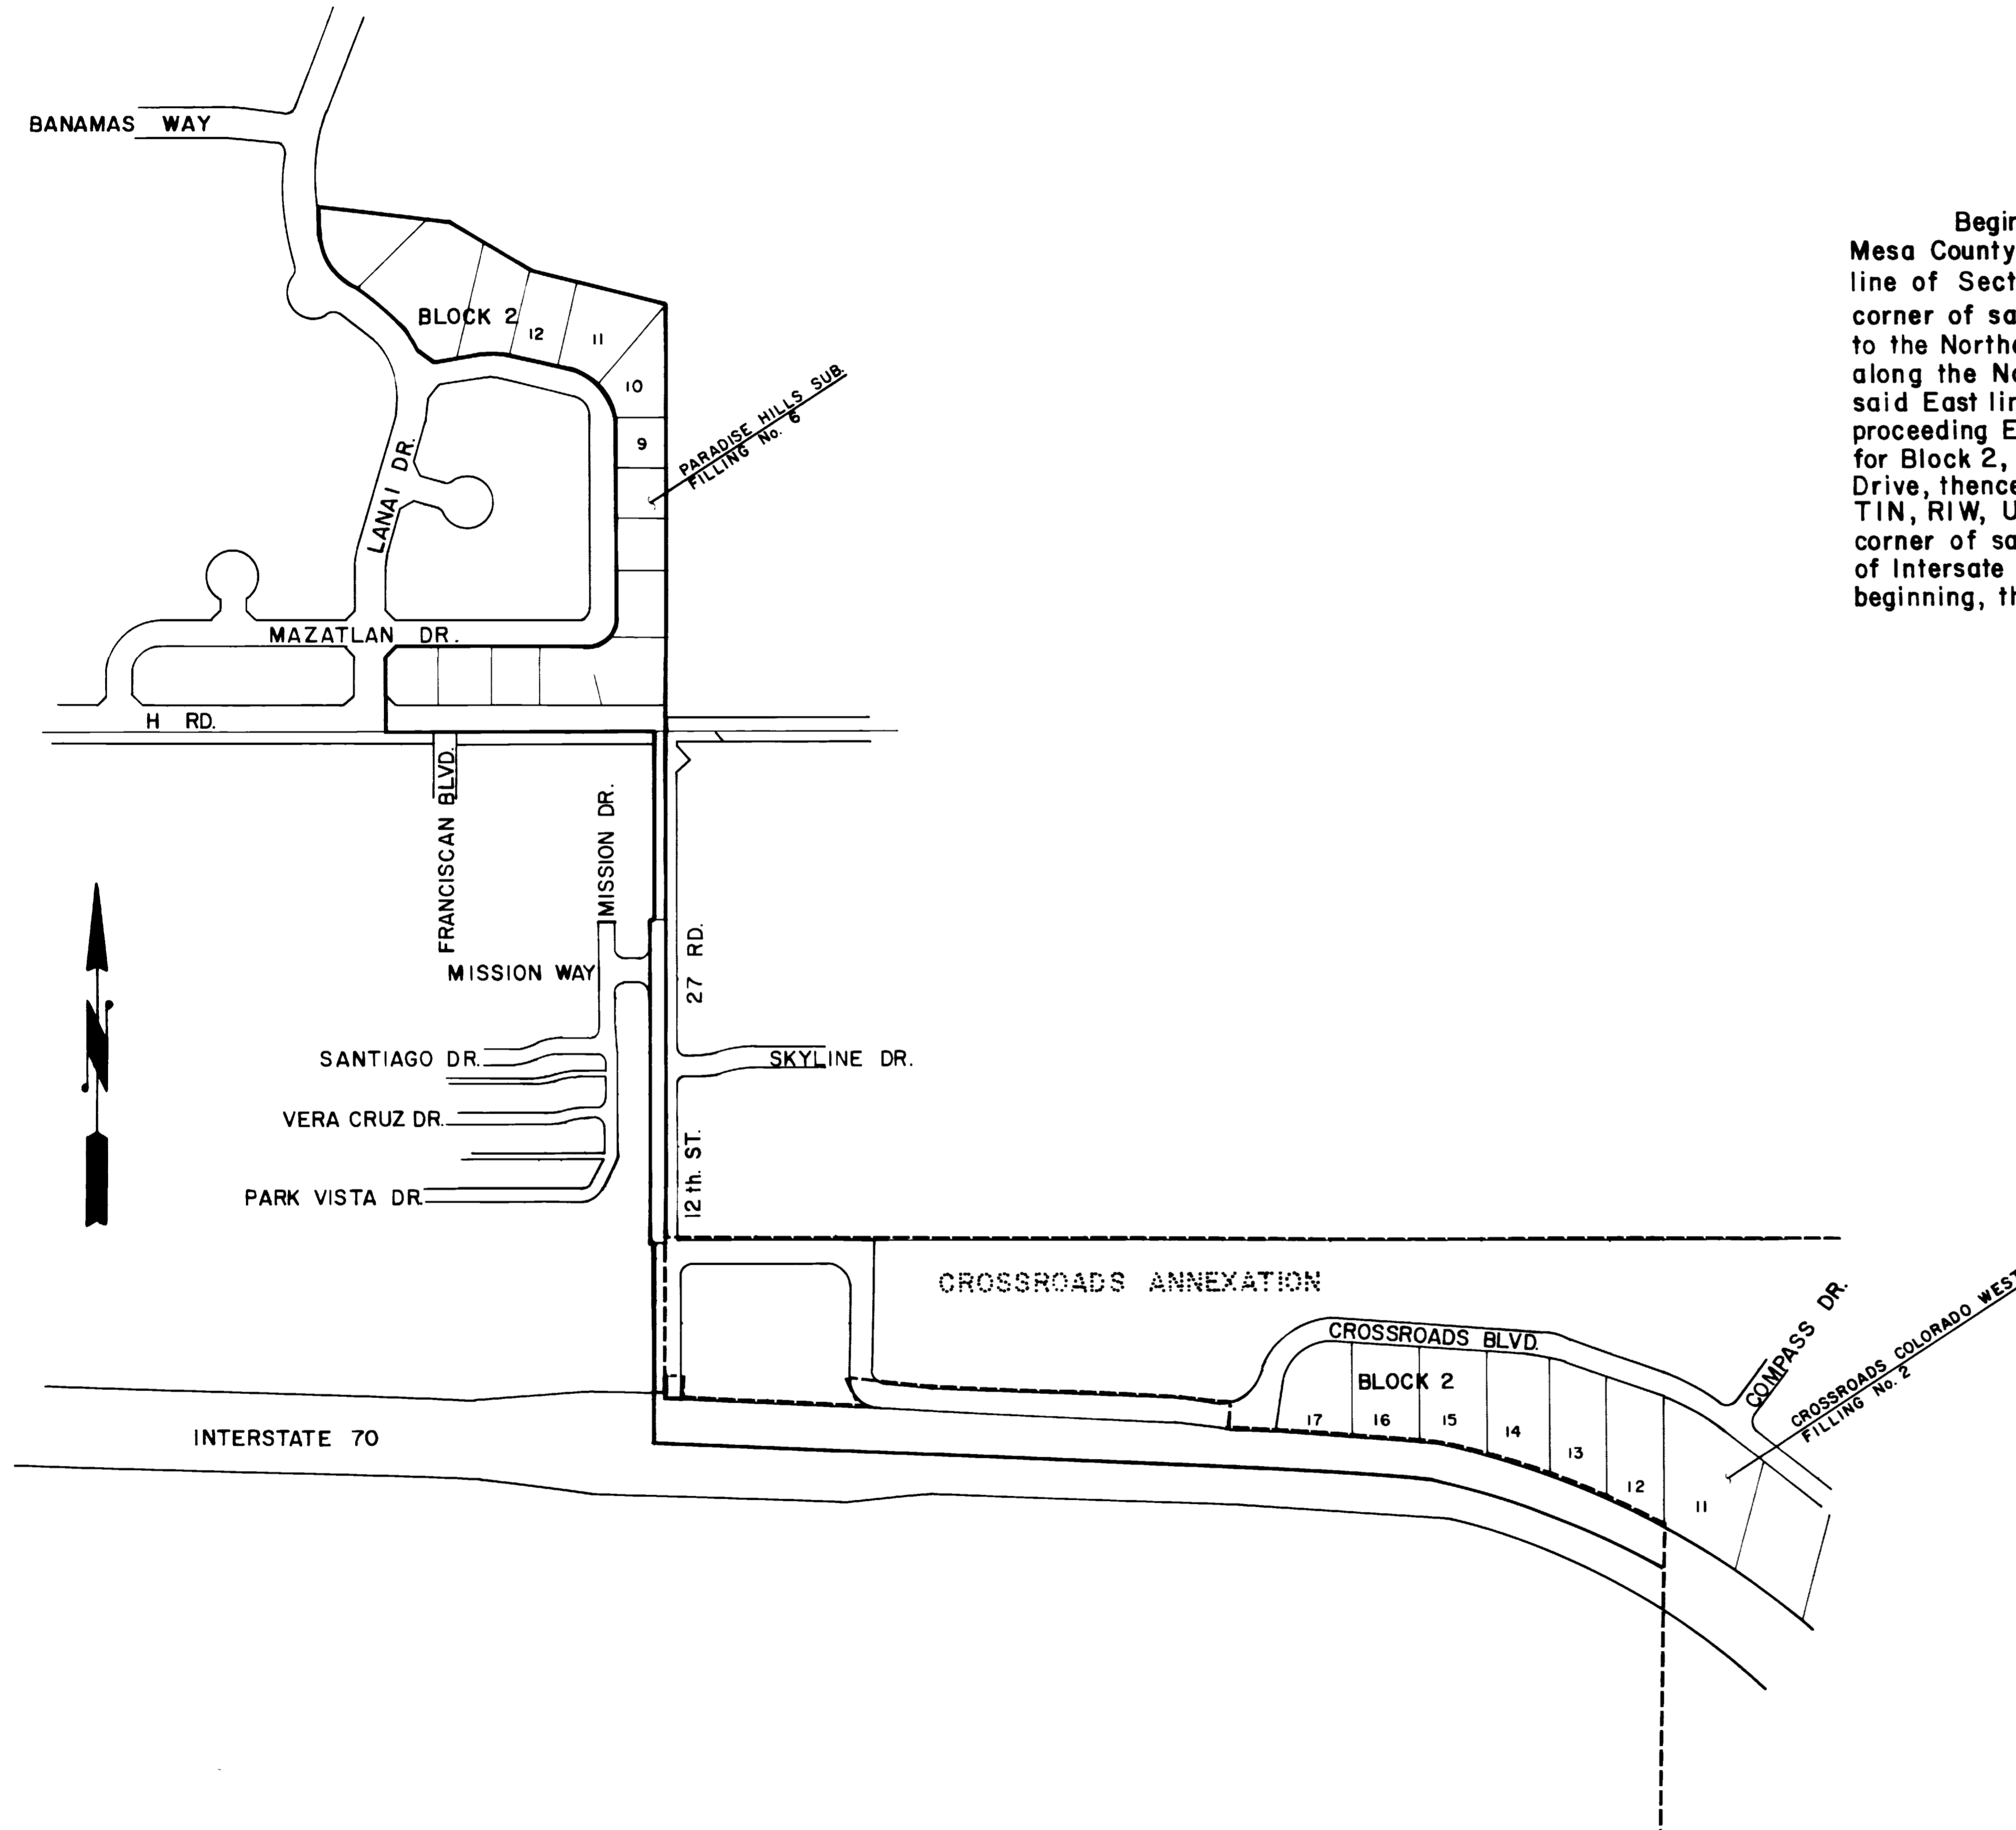 BANAMAS WAY
BLOCK 2
12
11
10
9
PARADISE HILLS SUB.
FILLING No. 6
LANAI DR.
MAZATLAN DR.
H RD.
FRANCISCAN BLVD.
MISSION DR.
MISSION WAY
27 RD.
N
SANTIAGO DR.
SKYLINE DR.
VERA CRUZ DR.
12th. ST.
PARK VISTA DR.
CROSSROADS ANNEXATION
CROSSROADS BLVD.
COMPASS DR.
CROSSROADS COLORADO WEST
FILLING No. 2
BLOCK 2
17
16
15
14
13
12
11
INTERSTATE 70
Begin
Mesa County
line of Sect
corner of sa
to the North
along the No
said East lin
proceeding E
for Block 2,
Drive, thence
TIN, RIW, U
corner of sa
of Intersate
beginning, th